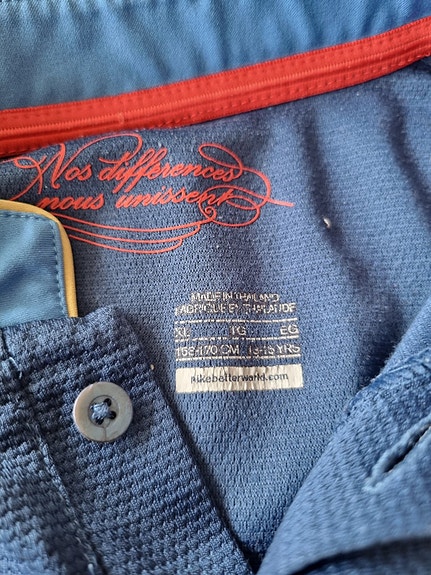 Nos différences
nous unissent
MADE IN THAILAND
FABRIQUÉ EN THAILANDE
XL TG EG
158-170 CM 13-15 YRS
nikebetterworld.com